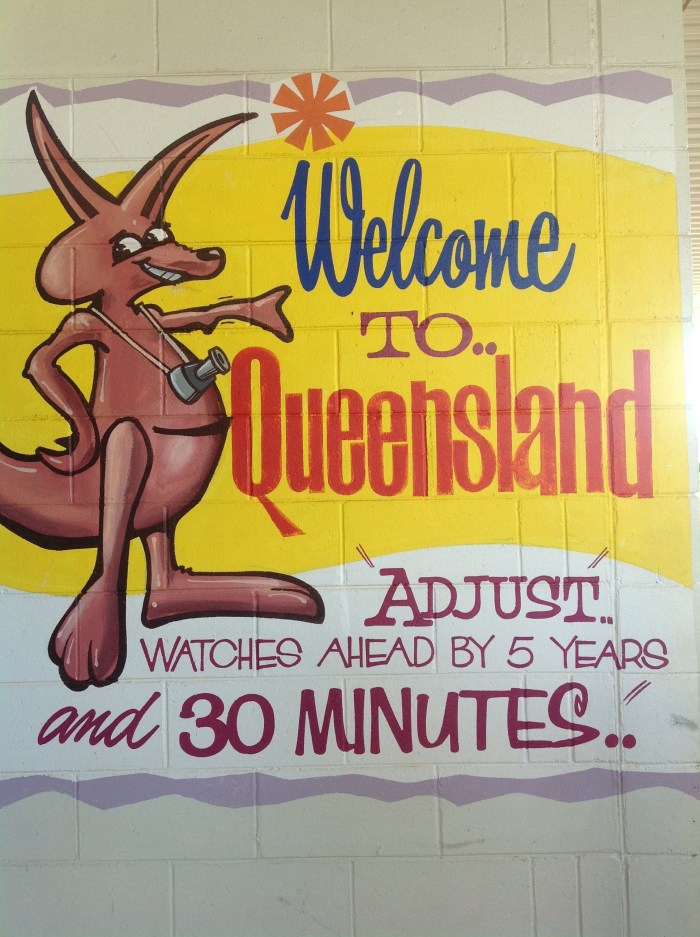 Welcome
TO..
Queensland
"ADJUST..
WATCHES AHEAD BY 5 YEARS
and 30 MINUTES.."